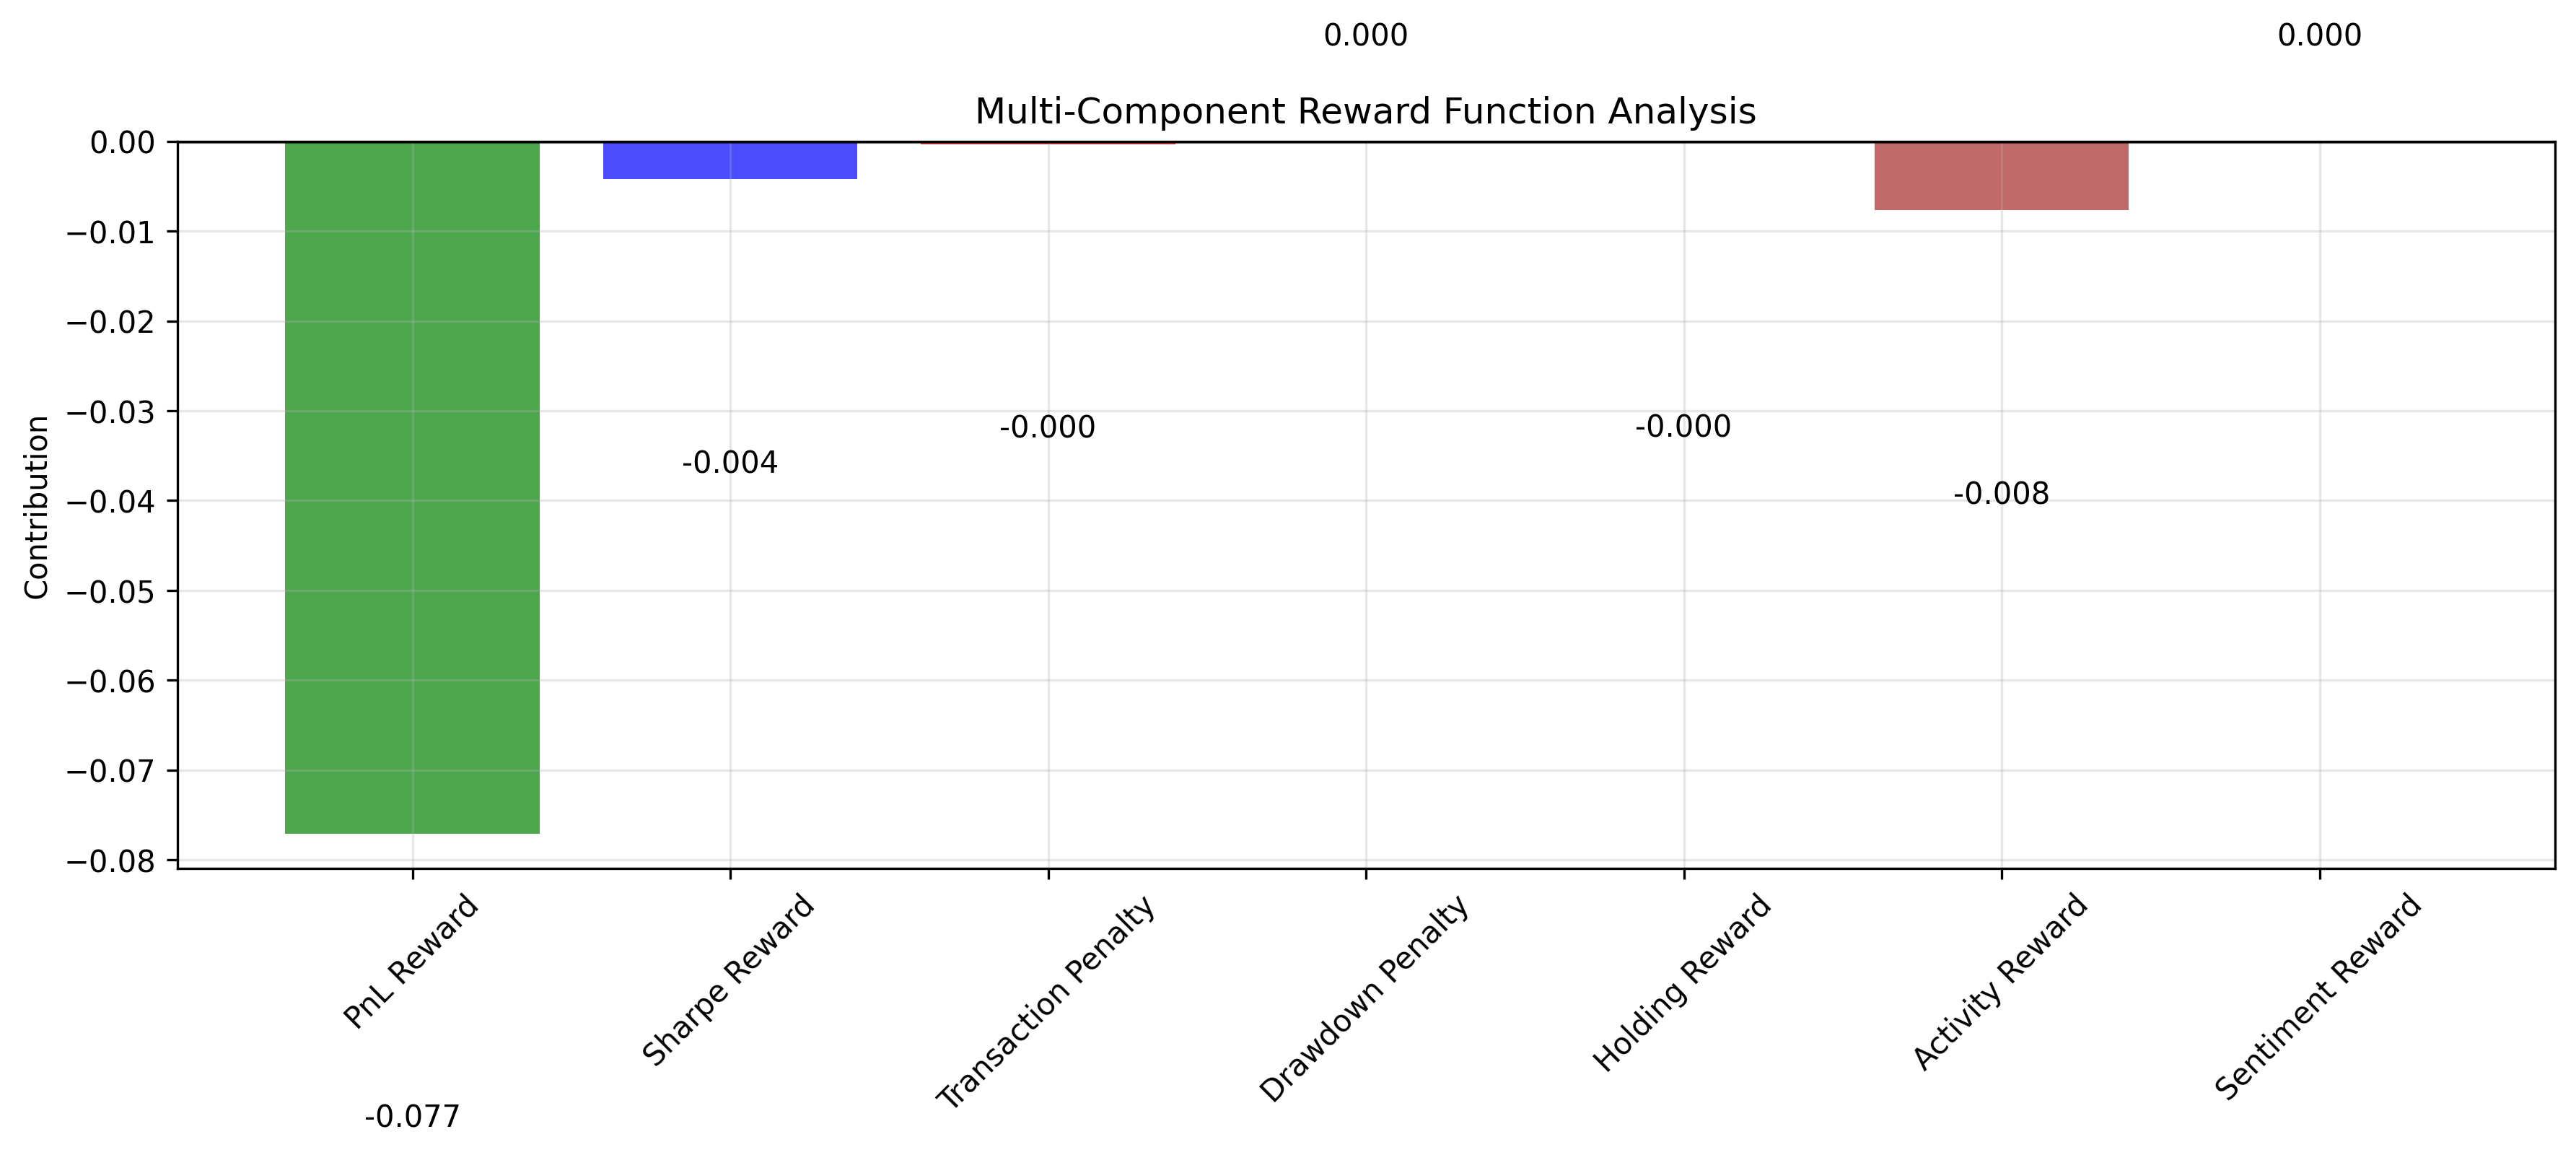 0.000
0.000
Multi-Component Reward Function Analysis
Contribution
0.00
−0.01
−0.02
−0.03
−0.04
−0.05
−0.06
−0.07
−0.08
-0.077
-0.004
-0.000
-0.000
-0.008
PnL Reward
Sharpe Reward
Transaction Penalty
Drawdown Penalty
Holding Reward
Activity Reward
Sentiment Reward